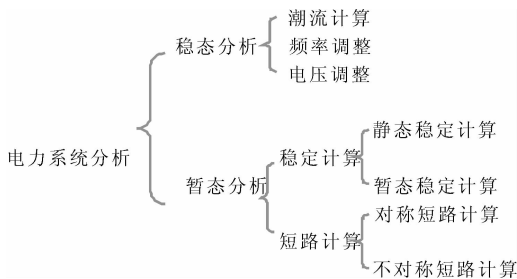 潮流计算
稳态分析
频率调整
电压调整
静态稳定计算
稳定计算
电力系统分析
暂态分析
暂态稳定计算
对称短路计算
短路计算
不对称短路计算